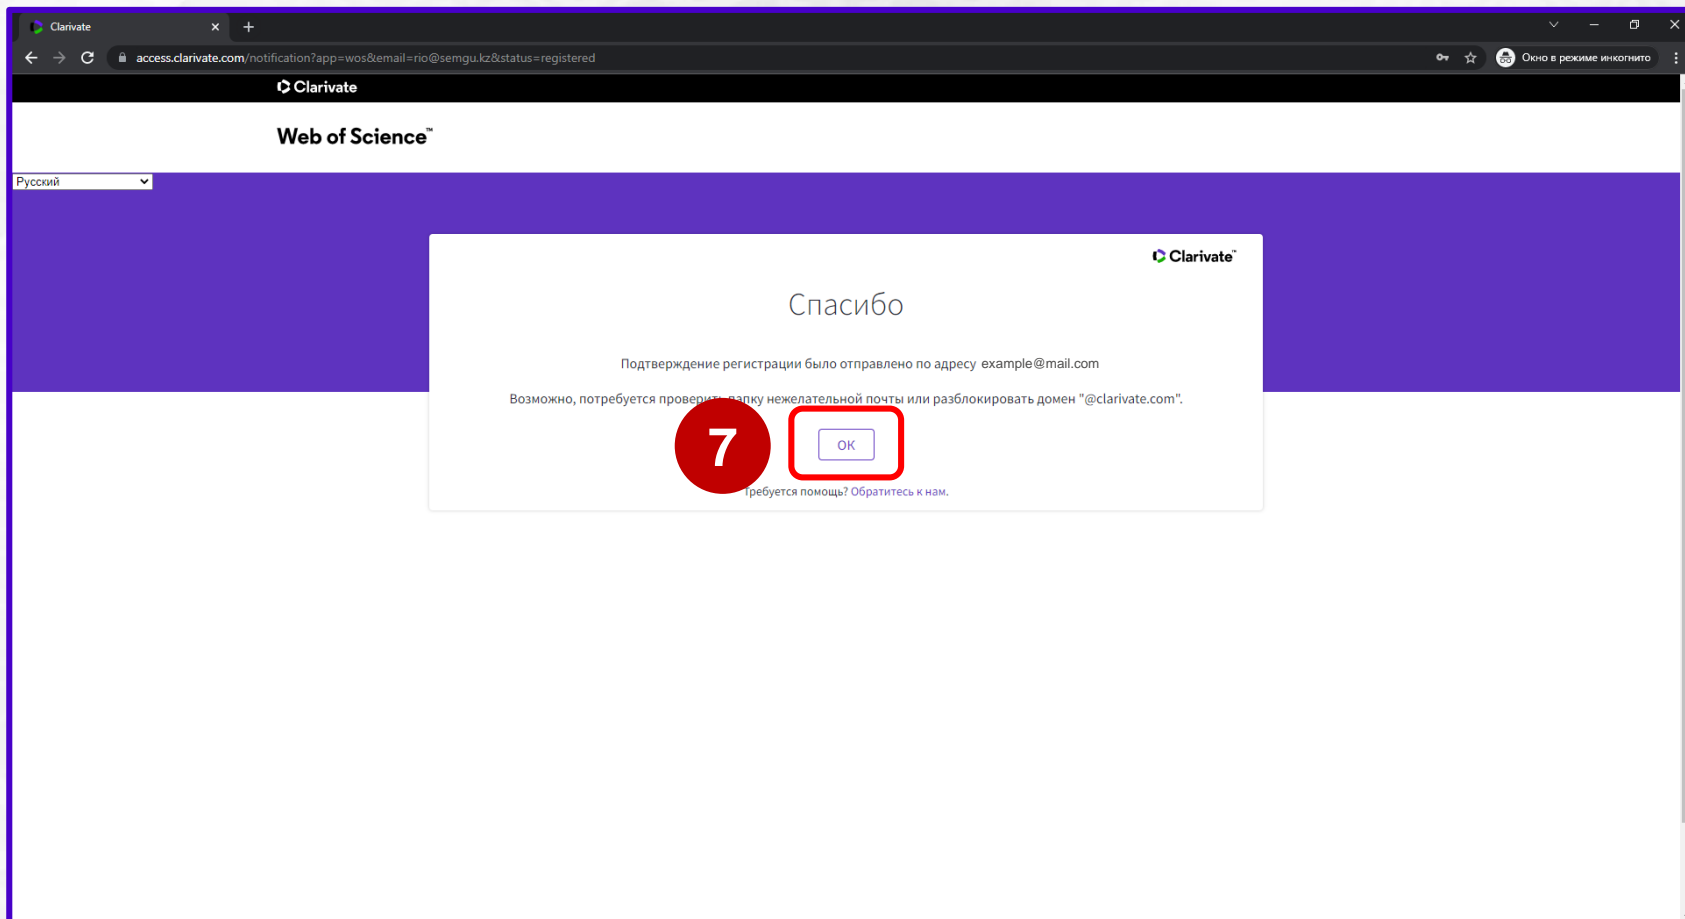 Clarivate
access.clarivate.com/notification?app=wos&email=rio@semgu.kz&status=registered
Окно в режиме инкогнито
Clarivate
Web of Science™
Русский
Clarivate™
Спасибо
Подтверждение регистрации было отправлено по адресу example@mail.com
Возможно, потребуется проверить папку нежелательной почты или разблокировать домен "@clarivate.com".
7
ОК
Требуется помощь? Обратитесь к нам.